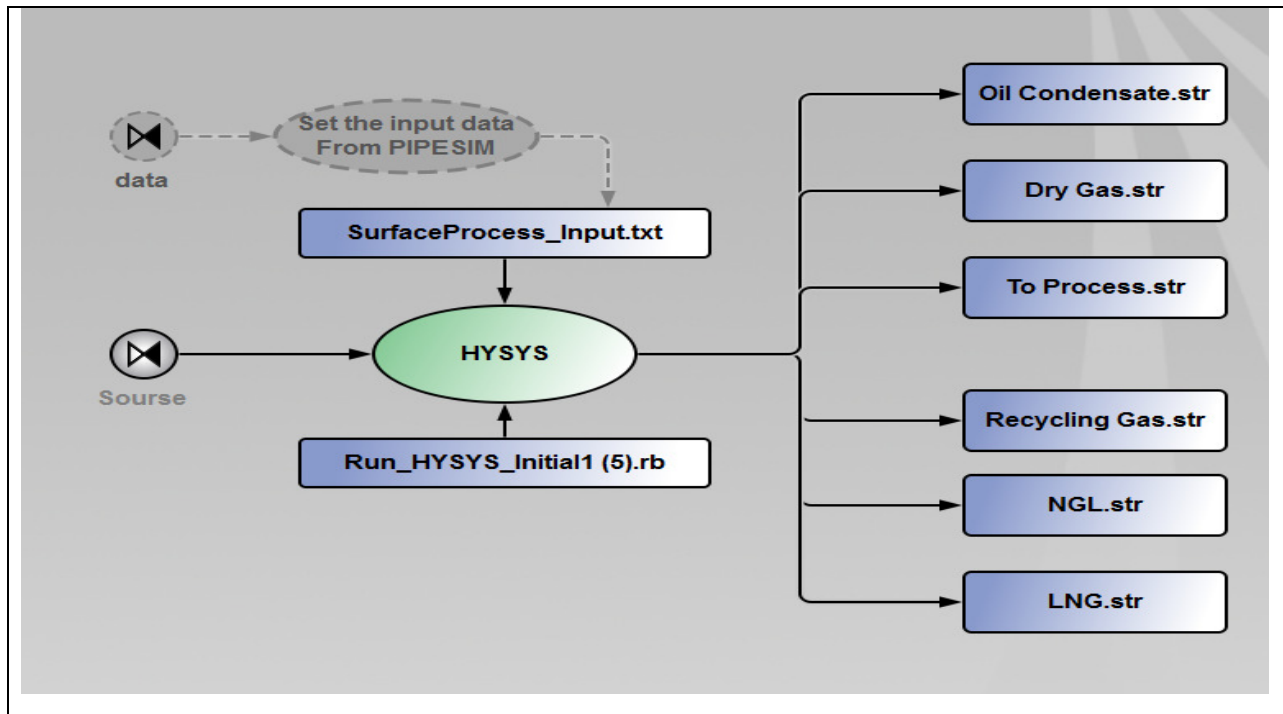 Set the input data
From PIPESIM
data
SurfaceProcess_Input.txt
HYSYS
Sourse
Run_HYSYS_Initial1 (5).rb
Oil Condensate.str
Dry Gas.str
To Process.str
Recycling Gas.str
NGL.str
LNG.str